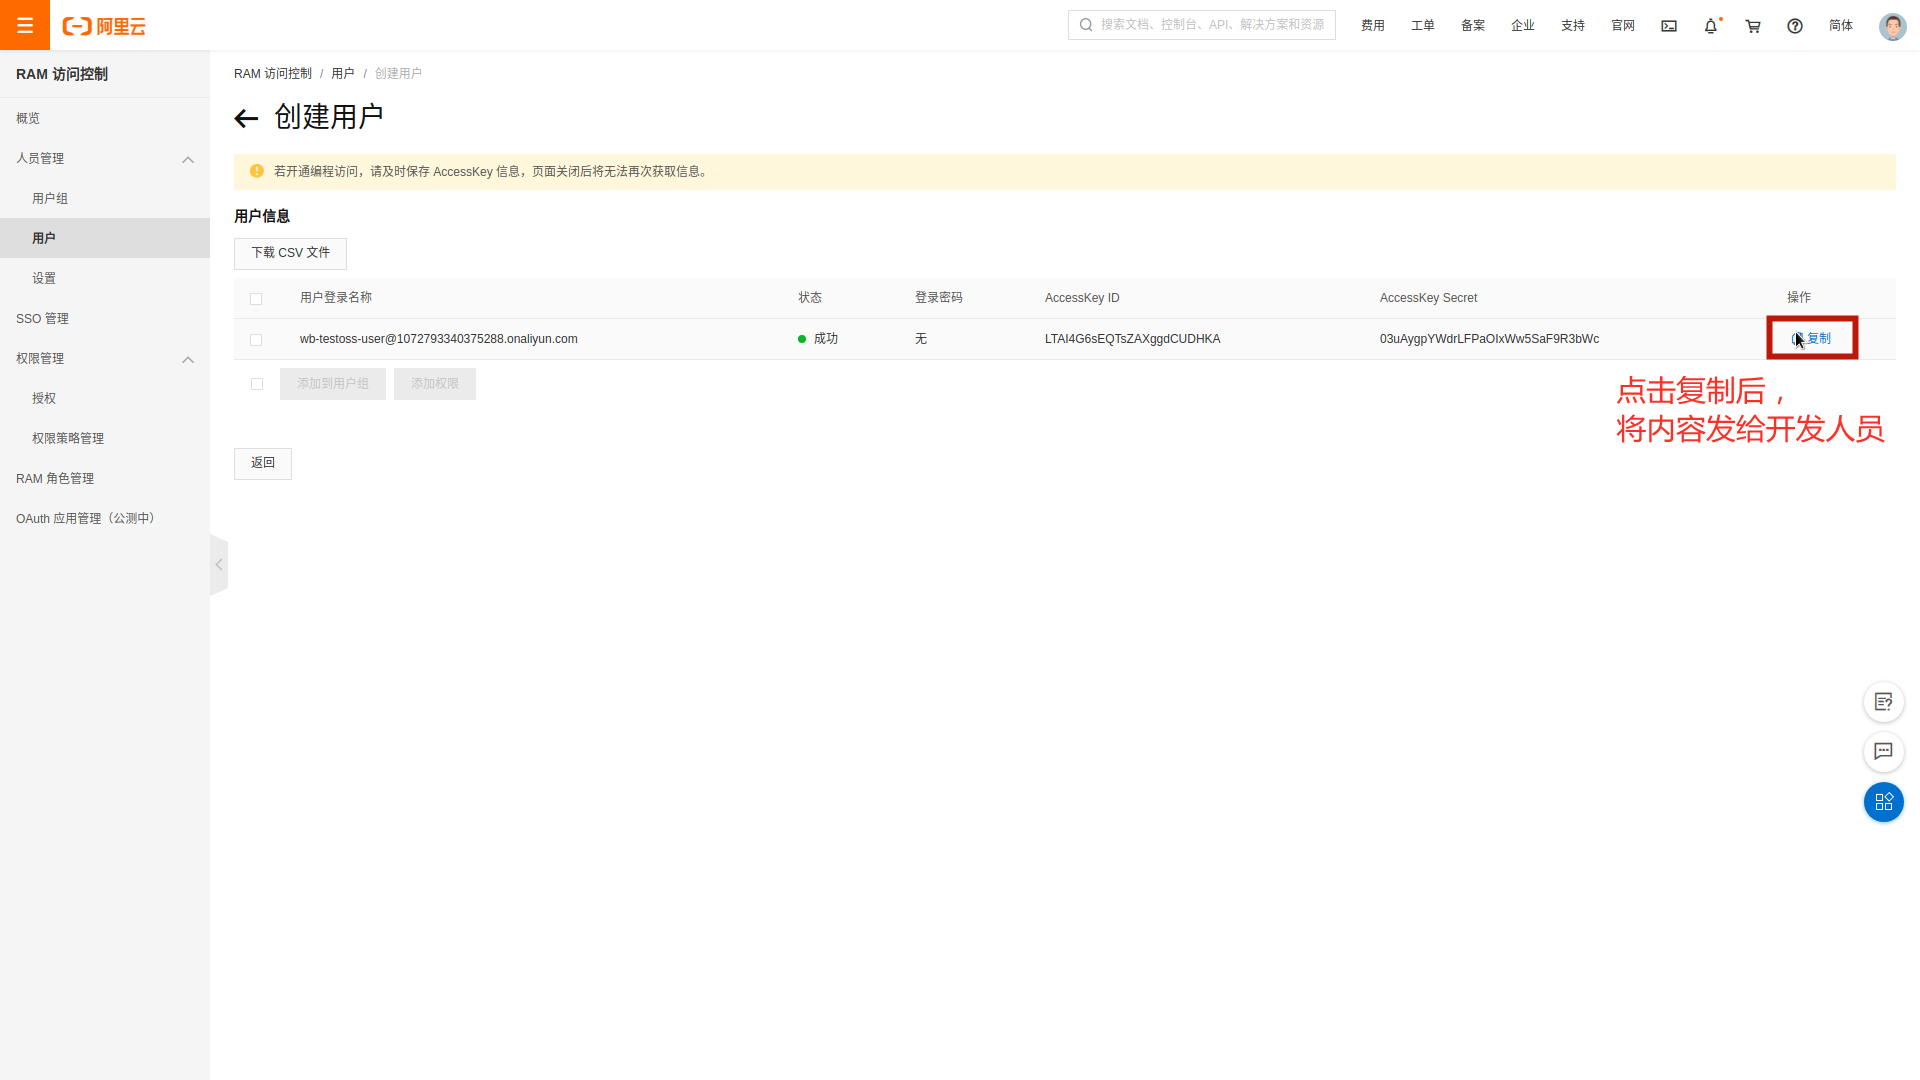 阿里云
搜索文档、控制台、API、解决方案和资源
费用 工单 备案 企业 支持 官网 简体
RAM 访问控制
概览
人员管理
用户组
用户
设置
SSO 管理
权限管理
授权
权限策略管理
RAM 角色管理
OAuth 应用管理（公测中）
RAM 访问控制 / 用户 / 创建用户
创建用户
若开通编程访问，请及时保存 AccessKey 信息，页面关闭后将无法再次获取信息。
用户信息
下载 CSV 文件
用户登录名称 状态 登录密码 AccessKey ID AccessKey Secret 操作
wb-testoss-user@1072793340375288.onaliyun.com 成功 无 LTAI4G6sEQTsZAXggdCUDHKA 03uAygpYWdrLFPaOIxWw5SaF9R3bWc 复制
添加到用户组 添加权限
点击复制后，
将内容发给开发人员
返回